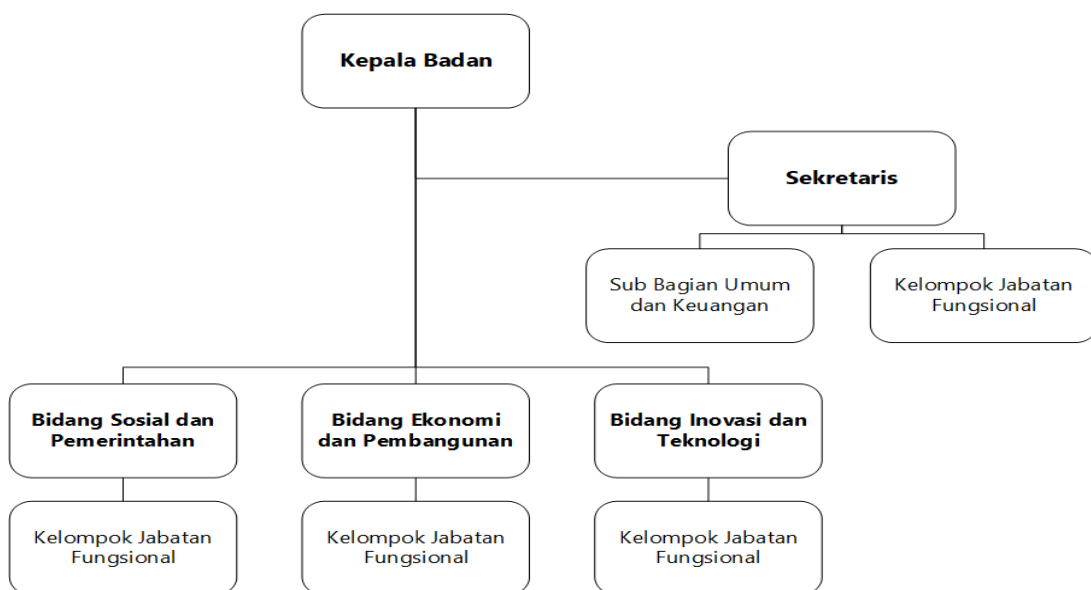 Kepala Badan
Sekretaris
Sub Bagian Umum
dan Keuangan
Kelompok Jabatan
Fungsional
Bidang Sosial dan
Pemerintahan
Bidang Ekonomi
dan Pembangunan
Bidang Inovasi dan
Teknologi
Kelompok Jabatan
Fungsional
Kelompok Jabatan
Fungsional
Kelompok Jabatan
Fungsional